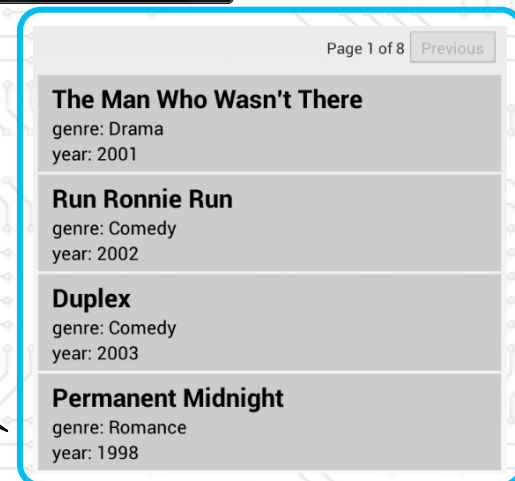 Page 1 of 8 Previous
The Man Who Wasn't There
genre: Drama
year: 2001
Run Ronnie Run
genre: Comedy
year: 2002
Duplex
genre: Comedy
year: 2003
Permanent Midnight
genre: Romance
year: 1998